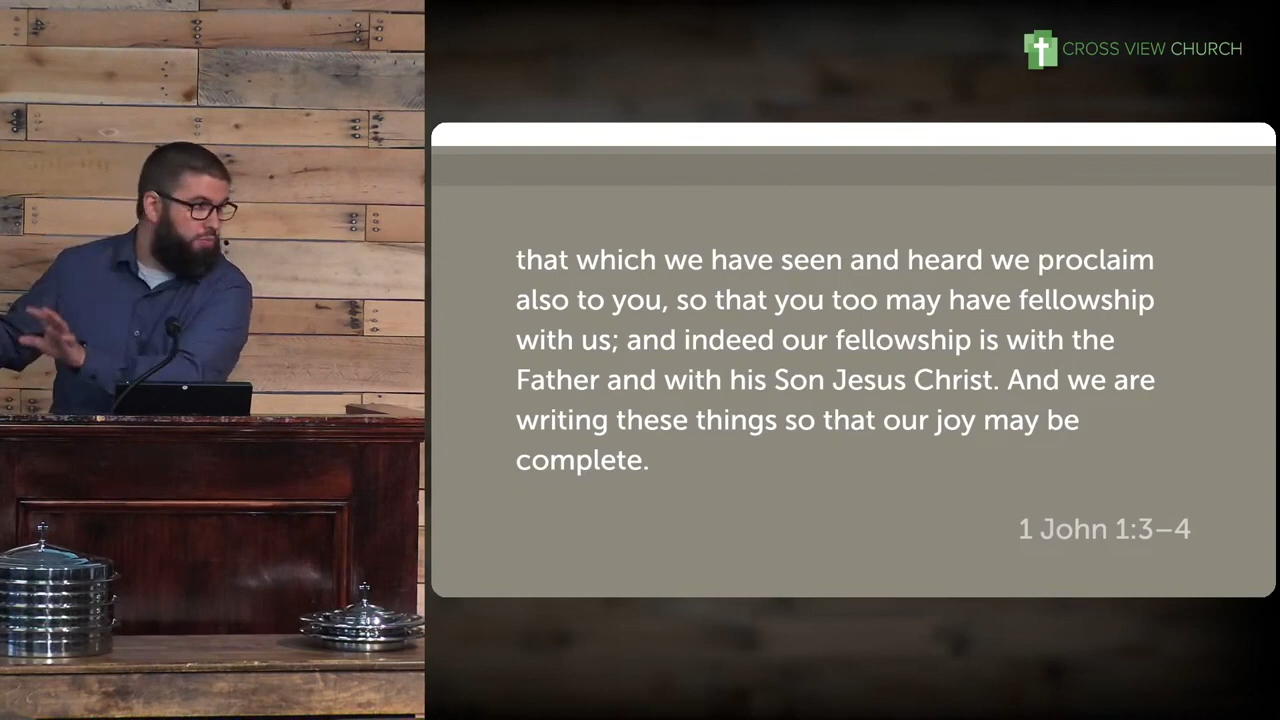 CROSS VIEW CHURCH
that which we have seen and heard we proclaim
also to you, so that you too may have fellowship
with us; and indeed our fellowship is with the
Father and with his Son Jesus Christ. And we are
writing these things so that our joy may be
complete.
1 John 1:3–4